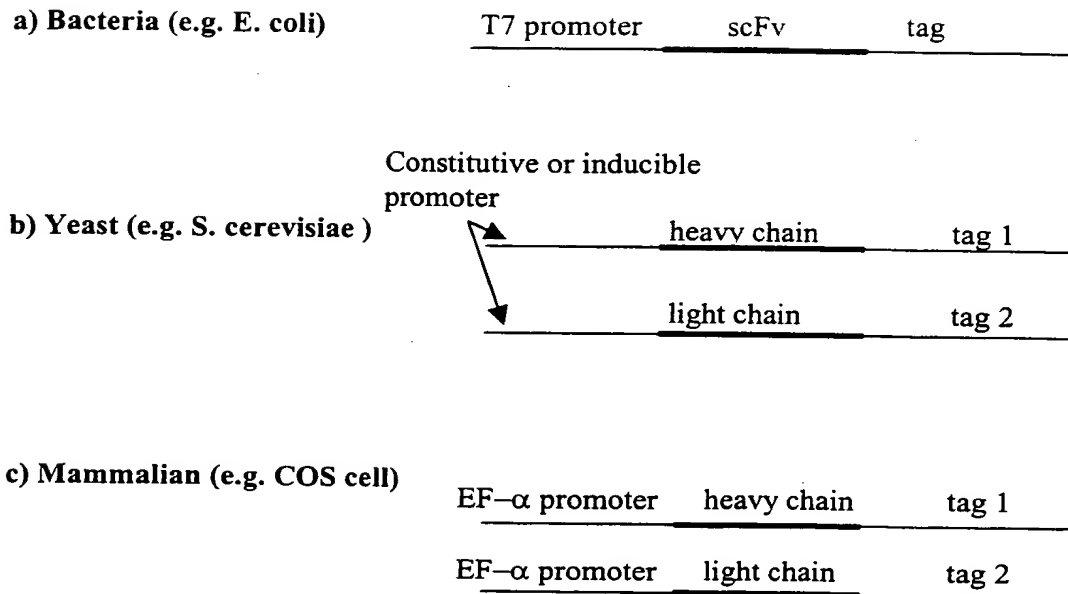 a) Bacteria (e.g. E. coli)
T7 promoter scFv tag
Constitutive or inducible
promoter
b) Yeast (e.g. S. cerevisiae )
heavy chain tag 1
light chain tag 2
c) Mammalian (e.g. COS cell)
EF–α promoter heavy chain tag 1
EF–α promoter light chain tag 2